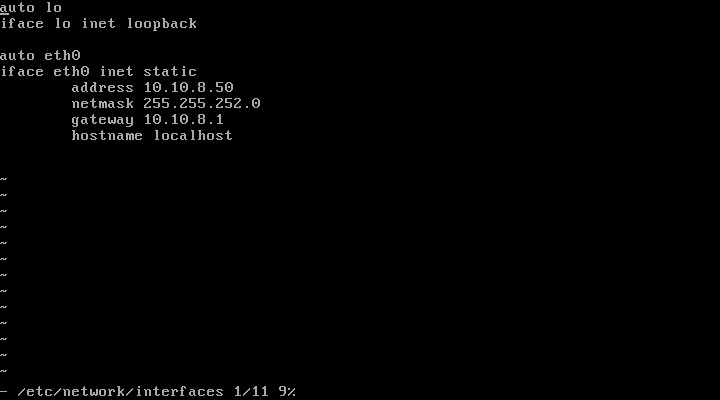 auto lo
iface lo inet loopback

auto eth0
iface eth0 inet static
        address 10.10.8.50
        netmask 255.255.252.0
        gateway 10.10.8.1
        hostname localhost

~
~
~
~
~
~
~
~
~
~
~
~
~
- /etc/network/interfaces 1/11 9%